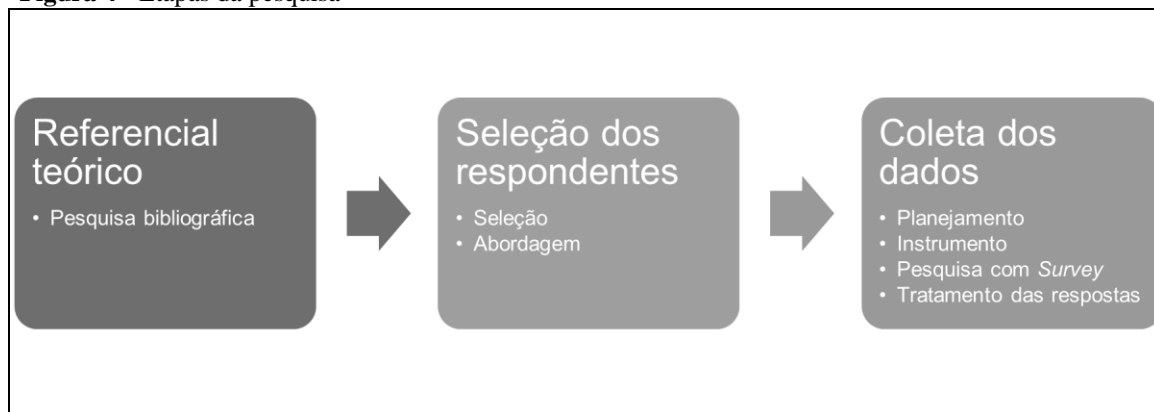 Figura 4 - Etapas da pesquisa
Referencial
teórico
• Pesquisa bibliográfica
Seleção dos
respondentes
• Seleção
• Abordagem
Coleta dos
dados
• Planejamento
• Instrumento
• Pesquisa com Survey
• Tratamento das respostas